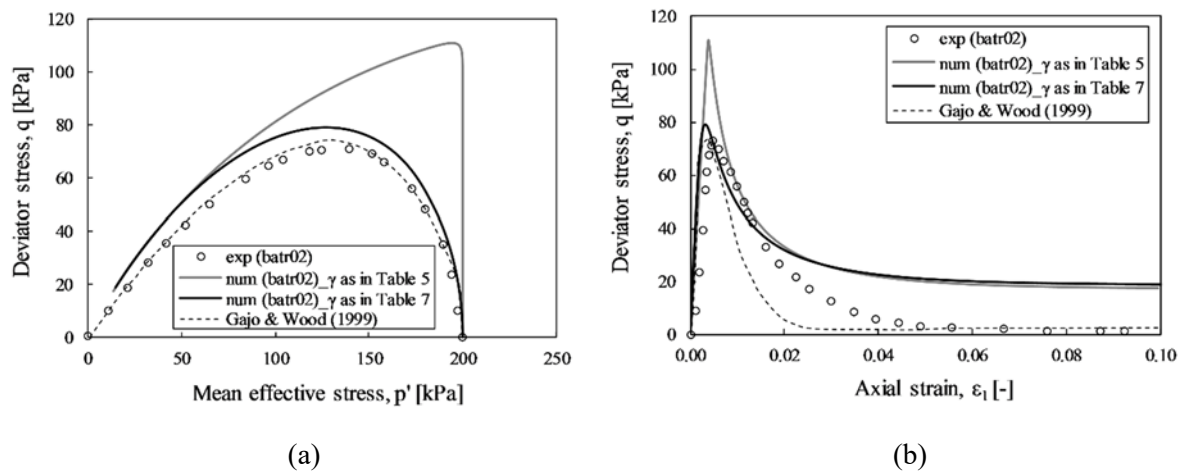 120
100
80
60
40
20
0
Deviator stress, q [kPa]
exp (batr02)
num (batr02)_γ as in Table 5
num (batr02)_γ as in Table 7
Gajo & Wood (1999)
0 50 100 150 200 250
Mean effective stress, p' [kPa]
(a)
120
100
80
60
40
20
0
Deviator stress, q [kPa]
exp (batr02)
num (batr02)_γ as in Table 5
num (batr02)_γ as in Table 7
Gajo & Wood (1999)
0.00 0.02 0.04 0.06 0.08 0.10
Axial strain, ε1 [-]
(b)